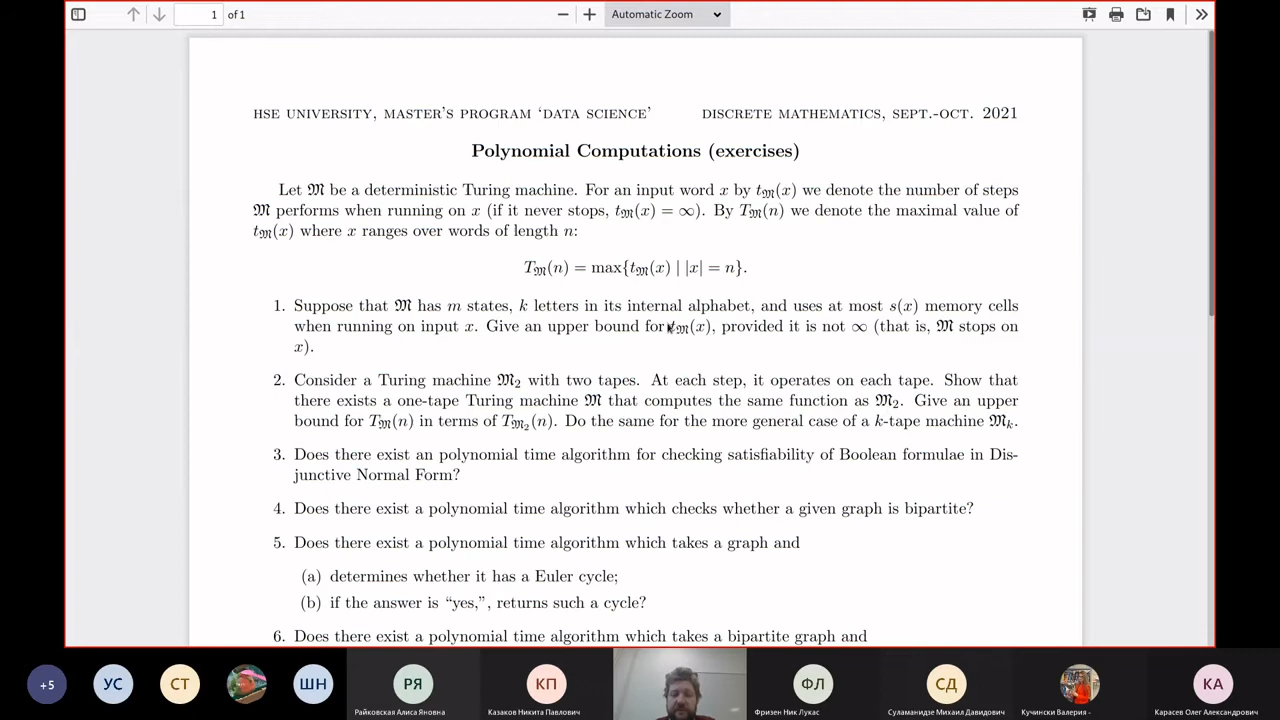 1 of 1 Automatic Zoom
HSE UNIVERSITY, MASTER'S PROGRAM ‘DATA SCIENCE’ DISCRETE MATHEMATICS, SEPT.-OCT. 2021
Polynomial Computations (exercises)
Let 𝔐 be a deterministic Turing machine. For an input word x by t_𝔐(x) we denote the number of steps
𝔐 performs when running on x (if it never stops, t_𝔐(x) = ∞). By T_𝔐(n) we denote the maximal value of
t_𝔐(x) where x ranges over words of length n:
T_𝔐(n) = max{t_𝔐(x) | |x| = n}.
1. Suppose that 𝔐 has m states, k letters in its internal alphabet, and uses at most s(x) memory cells
when running on input x. Give an upper bound for t_𝔐(x), provided it is not ∞ (that is, 𝔐 stops on
x).
2. Consider a Turing machine 𝔐₂ with two tapes. At each step, it operates on each tape. Show that
there exists a one-tape Turing machine 𝔐 that computes the same function as 𝔐₂. Give an upper
bound for T_𝔐(n) in terms of T_𝔐₂(n). Do the same for the more general case of a k-tape machine 𝔐ₖ.
3. Does there exist an polynomial time algorithm for checking satisfiability of Boolean formulae in Dis-
junctive Normal Form?
4. Does there exist a polynomial time algorithm which checks whether a given graph is bipartite?
5. Does there exist a polynomial time algorithm which takes a graph and
(a) determines whether it has a Euler cycle;
(b) if the answer is “yes,”, returns such a cycle?
6. Does there exist a polynomial time algorithm which takes a bipartite graph and
+5 УС СТ ШН РЯ КП ФЛ СД КА
Райковская Алиса Яновна Казаков Никита Павлович Фризен Ник Лукас Суламанидзе Михаил Давидович Кучински Валерия - Карасев Олег Александрович